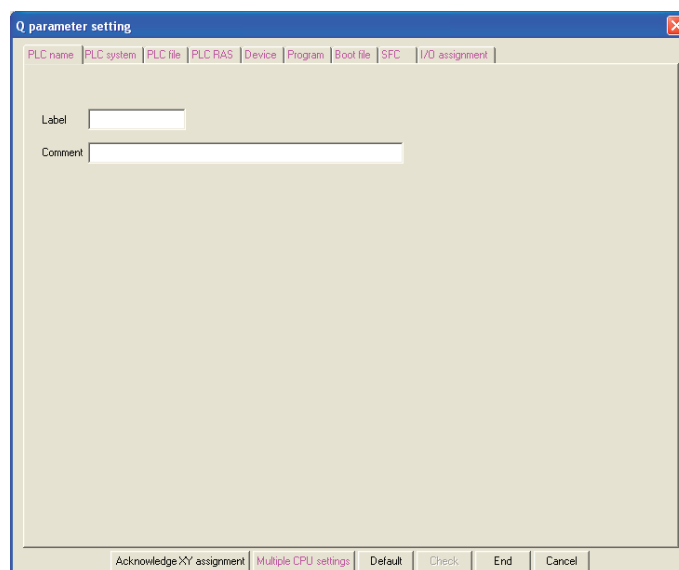 Q parameter setting
PLC name PLC system PLC file PLC RAS Device Program Boot file SFC I/O assignment
Label
Comment
Acknowledge XY assignment Multiple CPU settings Default Check End Cancel